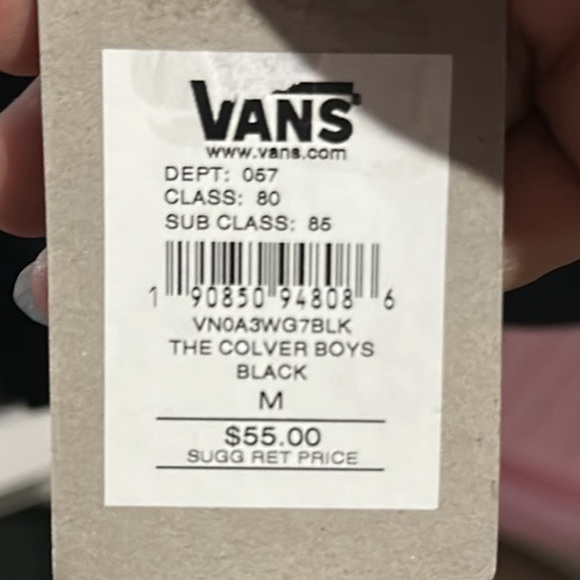 VANS
www.vans.com
DEPT: 057
CLASS: 80
SUB CLASS: 85
1 90850 94808 6
VN0A3WG7BLK
THE COLVER BOYS
BLACK
M
$55.00
SUGG RET PRICE